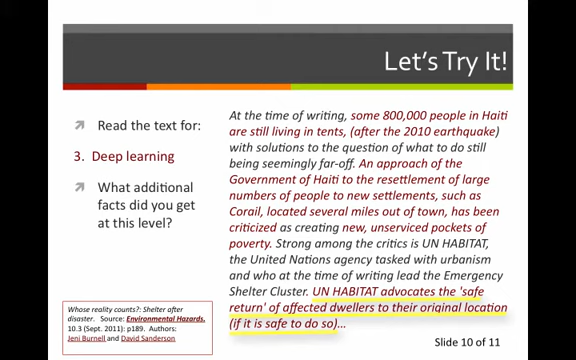 Let's Try It!
Read the text for:
3. Deep learning
What additional
facts did you get
at this level?
At the time of writing, some 800,000 people in Haiti
are still living in tents, (after the 2010 earthquake)
with solutions to the question of what to do still
being seemingly far-off. An approach of the
Government of Haiti to the resettlement of large
numbers of people to new settlements, such as
Corail, located several miles out of town, has been
criticized as creating new, unserviced pockets of
poverty. Strong among the critics is UN HABITAT,
the United Nations agency tasked with urbanism
and who at the time of writing lead the Emergency
Shelter Cluster. UN HABITAT advocates the 'safe
return' of affected dwellers to their original location
(if it is safe to do so)...
Whose reality counts?: Shelter after
disaster. Source: Environmental Hazards,
10.3 (Sept. 2011): p189. Authors:
Jeni Burnell and David Sanderson
Slide 10 of 11